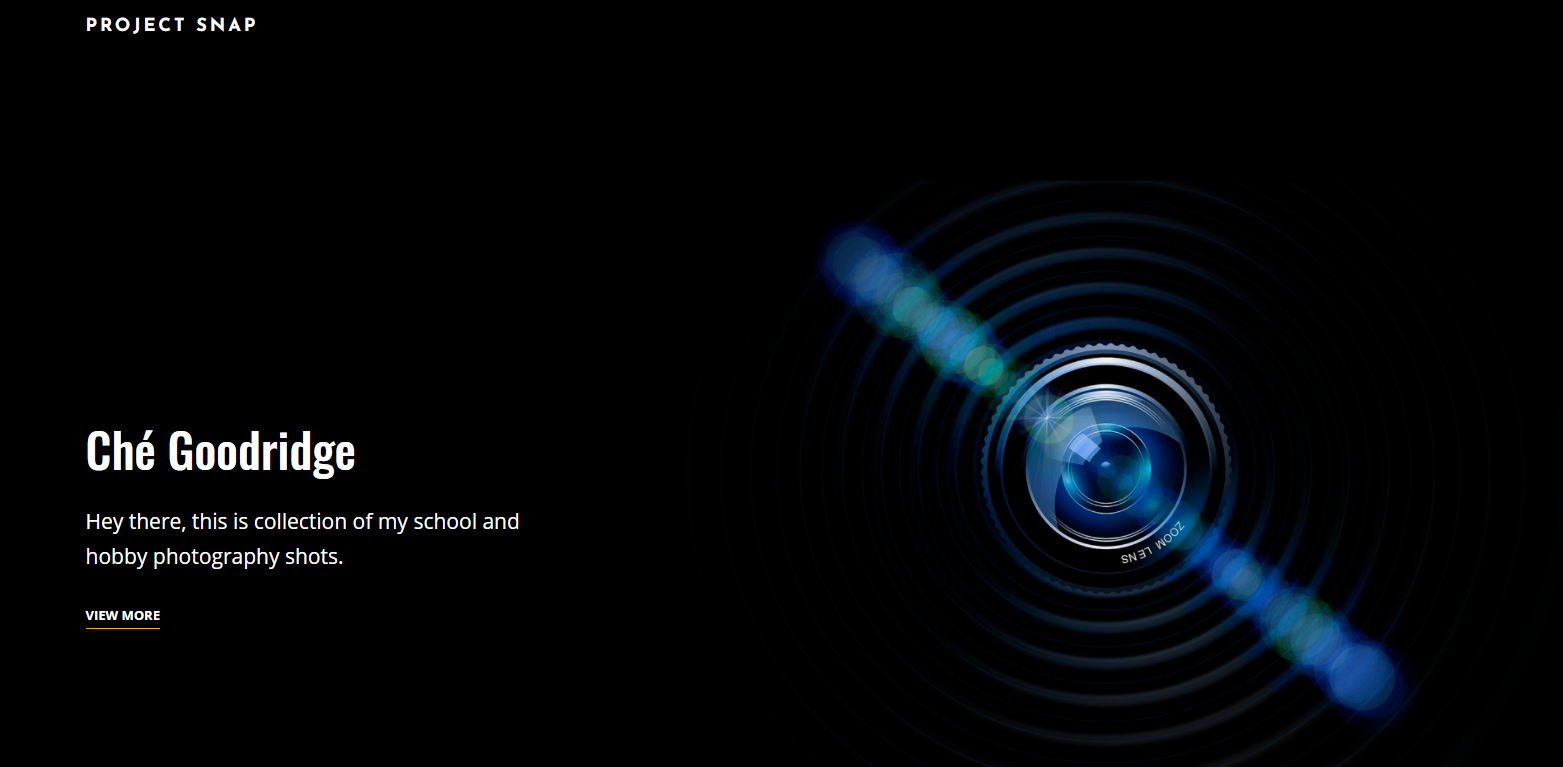 PROJECT SNAP
Ché Goodridge
Hey there, this is collection of my school and
hobby photography shots.
VIEW MORE
ZOOM LENS